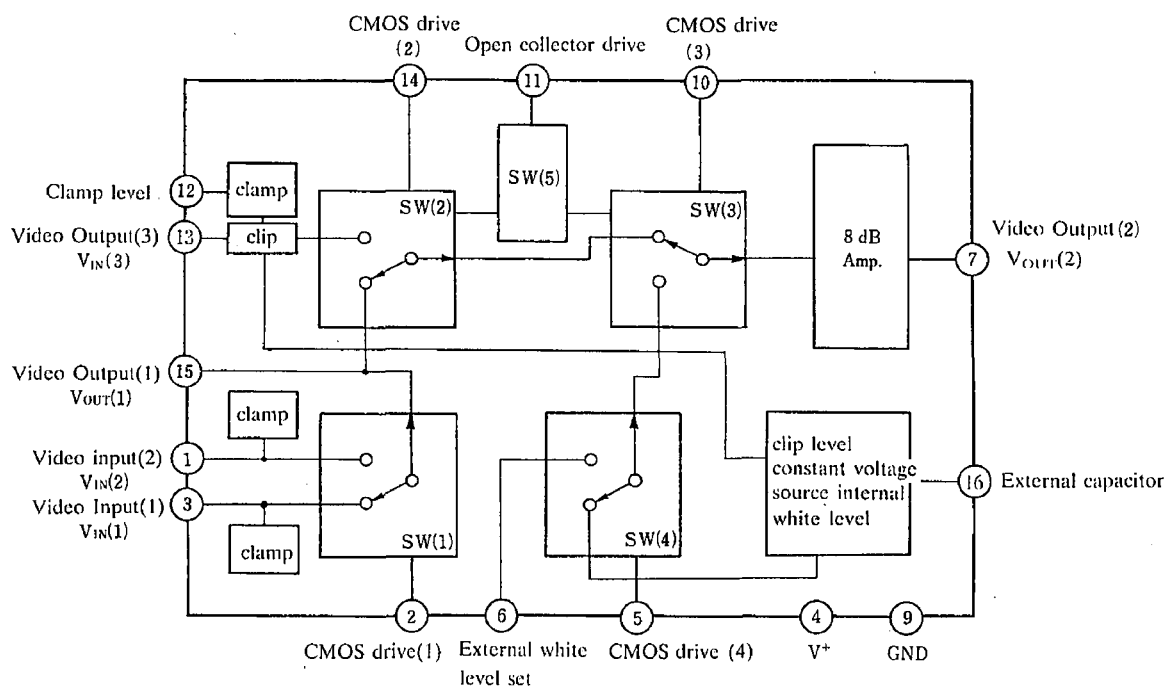 CMOS drive
(2)
Open collector drive
CMOS drive
(3)
14
11
10
Clamp level
12
clamp
SW(5)
SW(2)
SW(3)
Video Output(3)
VIN(3)
13
clip
8 dB
Amp.
Video Output(2)
VOUT(2)
7
Video Output(1)
VOUT(1)
15
clamp
Video input(2)
VIN(2)
1
Video Input(1)
VIN(1)
3
clamp
SW(1)
SW(4)
clip level
constant voltage
source internal
white level
16
External capacitor
2
6
5
4
9
CMOS drive(1)
External white
level set
CMOS drive (4)
V+
GND